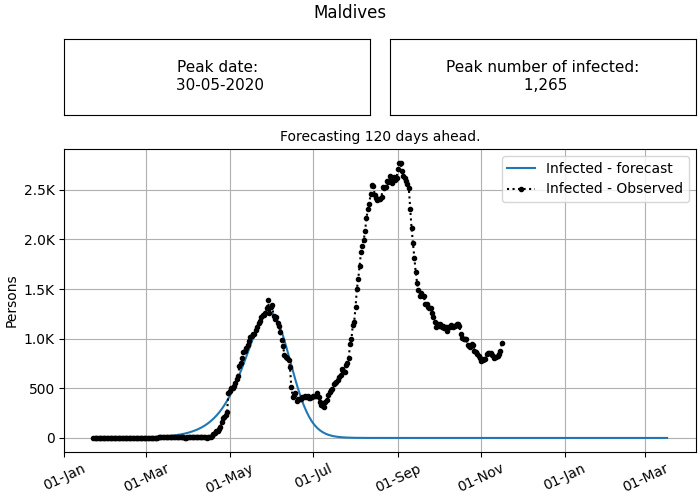 Maldives
Peak date:
30-05-2020
Peak number of infected:
1,265
Forecasting 120 days ahead.
Infected - forecast
Infected - Observed
Persons
2.5K
2.0K
1.5K
1.0K
500
0
01-Jan
01-Mar
01-May
01-Jul
01-Sep
01-Nov
01-Jan
01-Mar